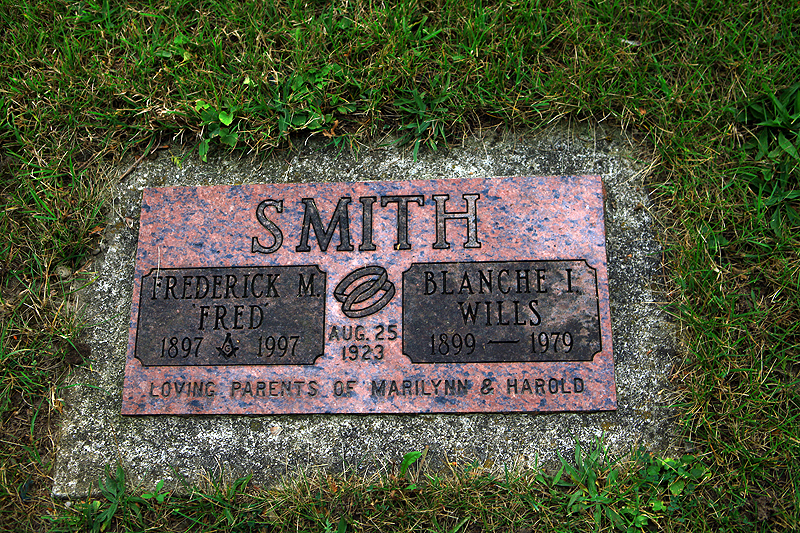 SMITH
FREDERICK M.
"FRED"
1897 1997
AUG. 25
1923
BLANCHE I.
WILLS
1899 — 1979
LOVING PARENTS OF MARILYNN & HAROLD